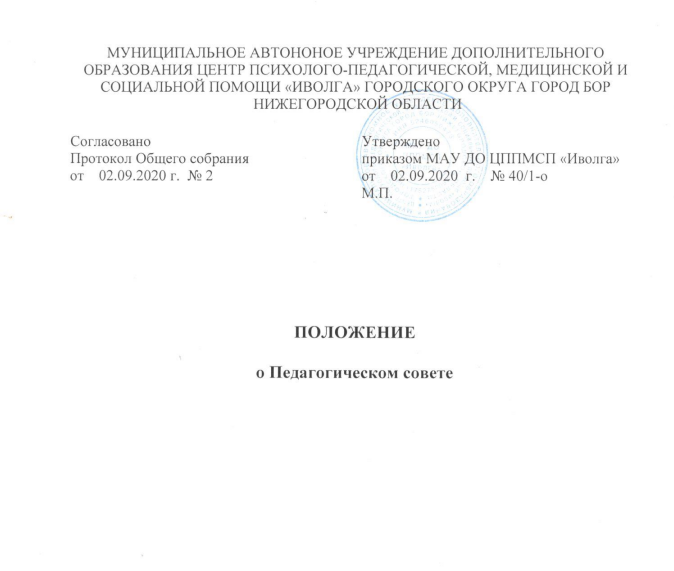 МУНИЦИПАЛЬНОЕ АВТОНОНОЕ УЧРЕЖДЕНИЕ ДОПОЛНИТЕЛЬНОГО
ОБРАЗОВАНИЯ ЦЕНТР ПСИХОЛОГО-ПЕДАГОГИЧЕСКОЙ, МЕДИЦИНСКОЙ И
СОЦИАЛЬНОЙ ПОМОЩИ «ИВОЛГА» ГОРОДСКОГО ОКРУГА ГОРОД БОР
НИЖЕГОРОДСКОЙ ОБЛАСТИ
Согласовано
Протокол Общего собрания
от 02.09.2020 г. № 2
Утверждено
приказом МАУ ДО ЦППМСП «Иволга»
от 02.09.2020 г. № 40/1-о
М.П.
ПОЛОЖЕНИЕ
о Педагогическом совете